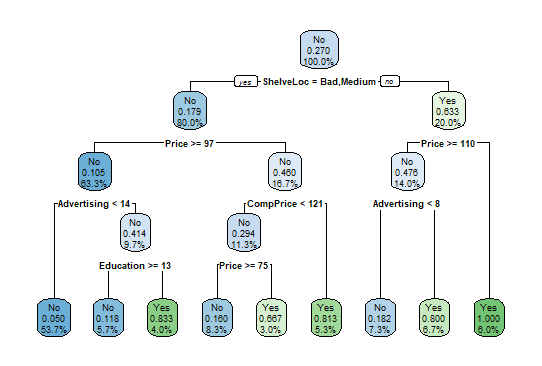 No
0.270
100.0%
yes ShelveLoc = Bad,Medium no
No
0.179
80.0%
Yes
0.633
20.0%
Price >= 97
Price >= 110
No
0.105
63.3%
No
0.460
16.7%
No
0.476
14.0%
Advertising < 14
CompPrice < 121
Advertising < 8
No
0.414
9.7%
No
0.294
11.3%
Education >= 13
Price >= 75
No
0.050
53.7%
No
0.118
5.7%
Yes
0.833
4.0%
No
0.160
8.3%
Yes
0.667
3.0%
Yes
0.813
5.3%
No
0.182
7.3%
Yes
0.800
6.7%
Yes
1.000
6.0%